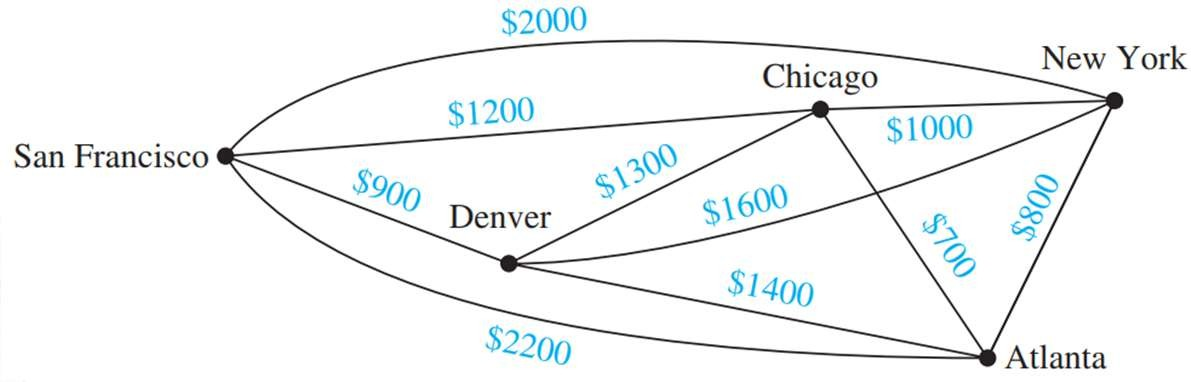 $2000
New York
Chicago
$1200
$1000
San Francisco
$900
$1300
$1600
$800
Denver
$700
$1400
$2200
Atlanta